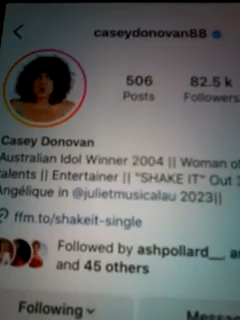 caseydonovan88
506
82.5 k
Posts
Followers
Casey Donovan
Australian Idol Winner 2004 || Woman of
talents || Entertainer || "SHAKE IT" Out
Angélique in @julietmusicalau 2023||
ffm.to/shakeit-single
Followed by ashpollard__
and 45 others
Following